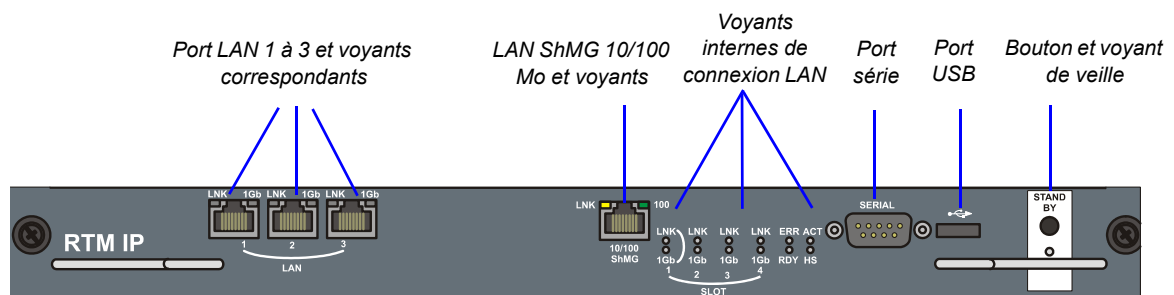 Port LAN 1 à 3 et voyants
correspondants
LAN ShMG 10/100
Mo et voyants
Voyants
internes de
connexion LAN
Port
série
Port
USB
Bouton et voyant
de veille
RTM IP
LNK 1Gb LNK 1Gb LNK 1Gb
1 2 3
LAN
LNK 100
10/100
ShMG
LNK LNK LNK LNK ERR ACT
1Gb 1Gb 1Gb 1Gb RDY HS
1 2 3 4
SLOT
SERIAL
STAND
BY